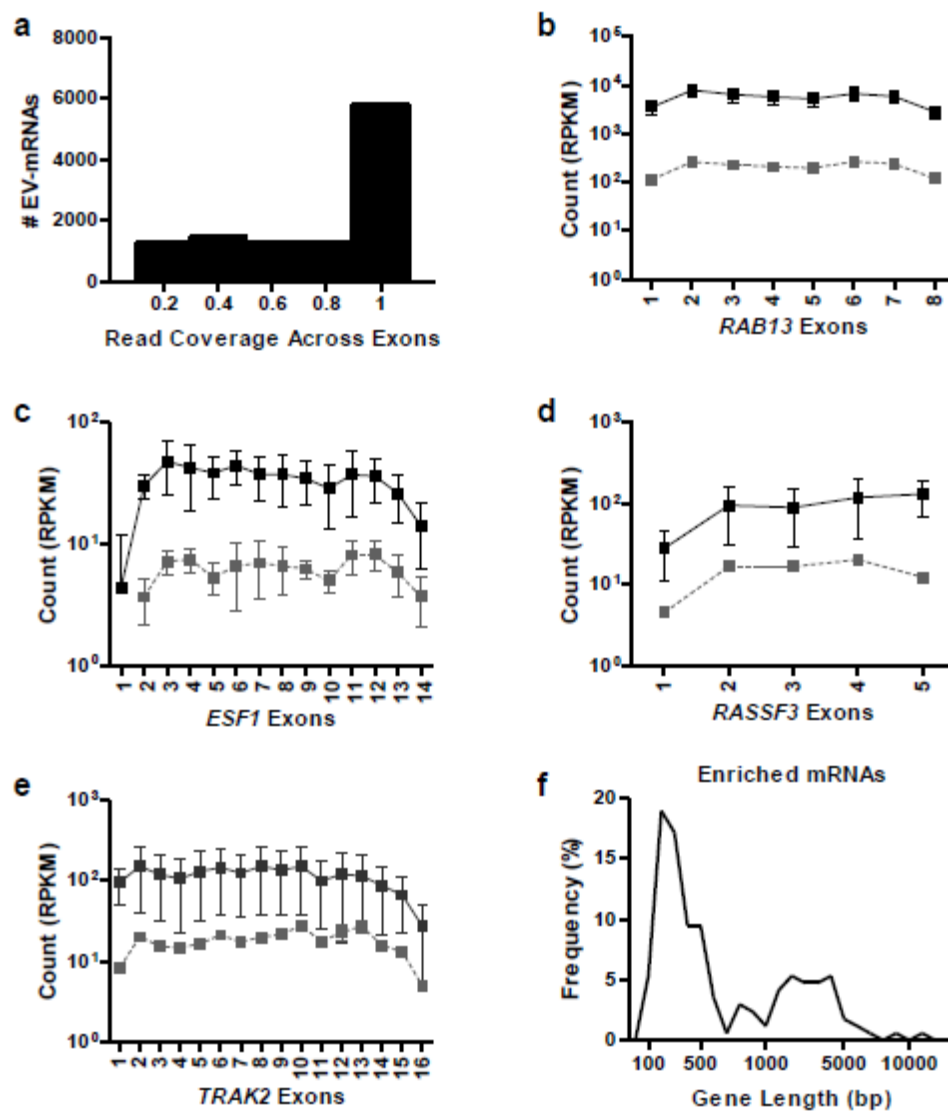 a
8000
6000
4000
2000
0
# EV-mRNAs
0.2 0.4 0.6 0.8 1
Read Coverage Across Exons
b
10⁵
10⁴
10³
10²
10¹
10⁰
Count (RPKM)
1 2 3 4 5 6 7 8
RAB13 Exons
c
10²
10¹
10⁰
Count (RPKM)
1 2 3 4 5 6 7 8 9 10 11 12 13 14
ESF1 Exons
d
10³
10²
10¹
10⁰
Count (RPKM)
1 2 3 4 5
RASSF3 Exons
e
10³
10²
10¹
10⁰
Count (RPKM)
1 2 3 4 5 6 7 8 9 10 11 12 13 14 15 16
TRAK2 Exons
f
Enriched mRNAs
20
15
10
5
0
Frequency (%)
100 500 1000 5000 10000
Gene Length (bp)